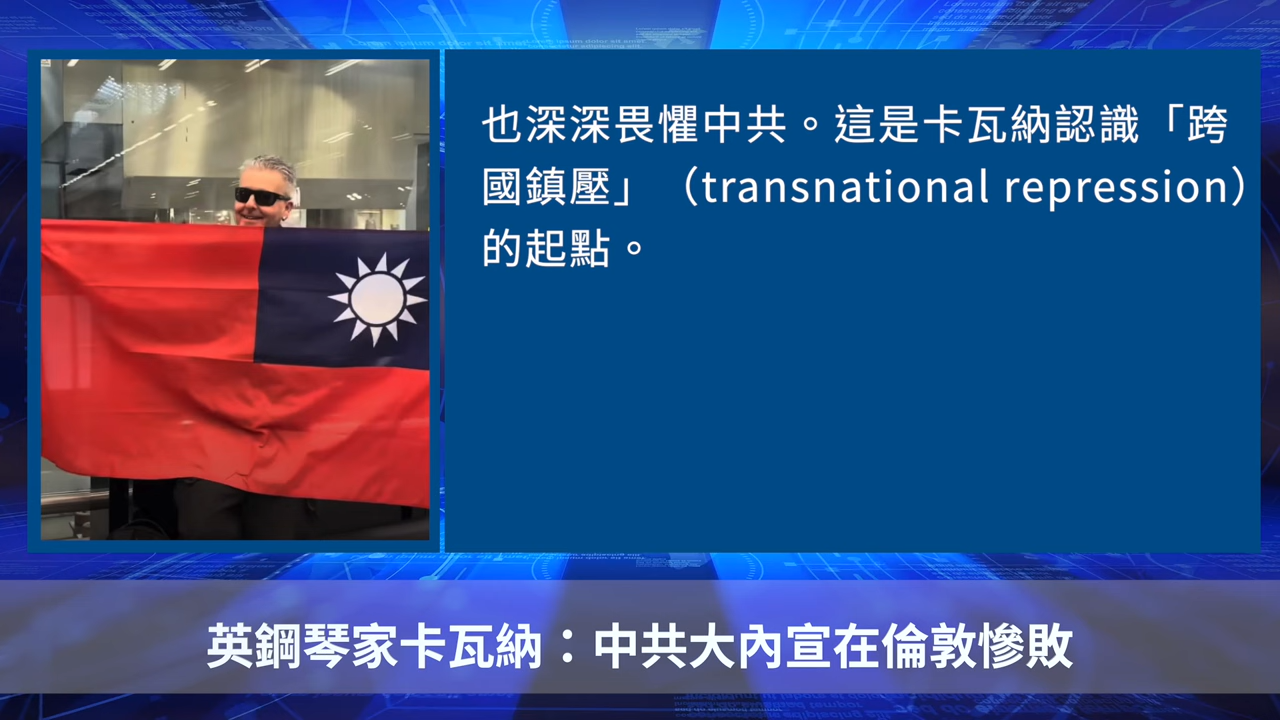 也深深畏懼中共。這是卡瓦納認識「跨
國鎮壓」（transnational repression）
的起點。
英鋼琴家卡瓦納：中共大內宣在倫敦慘敗